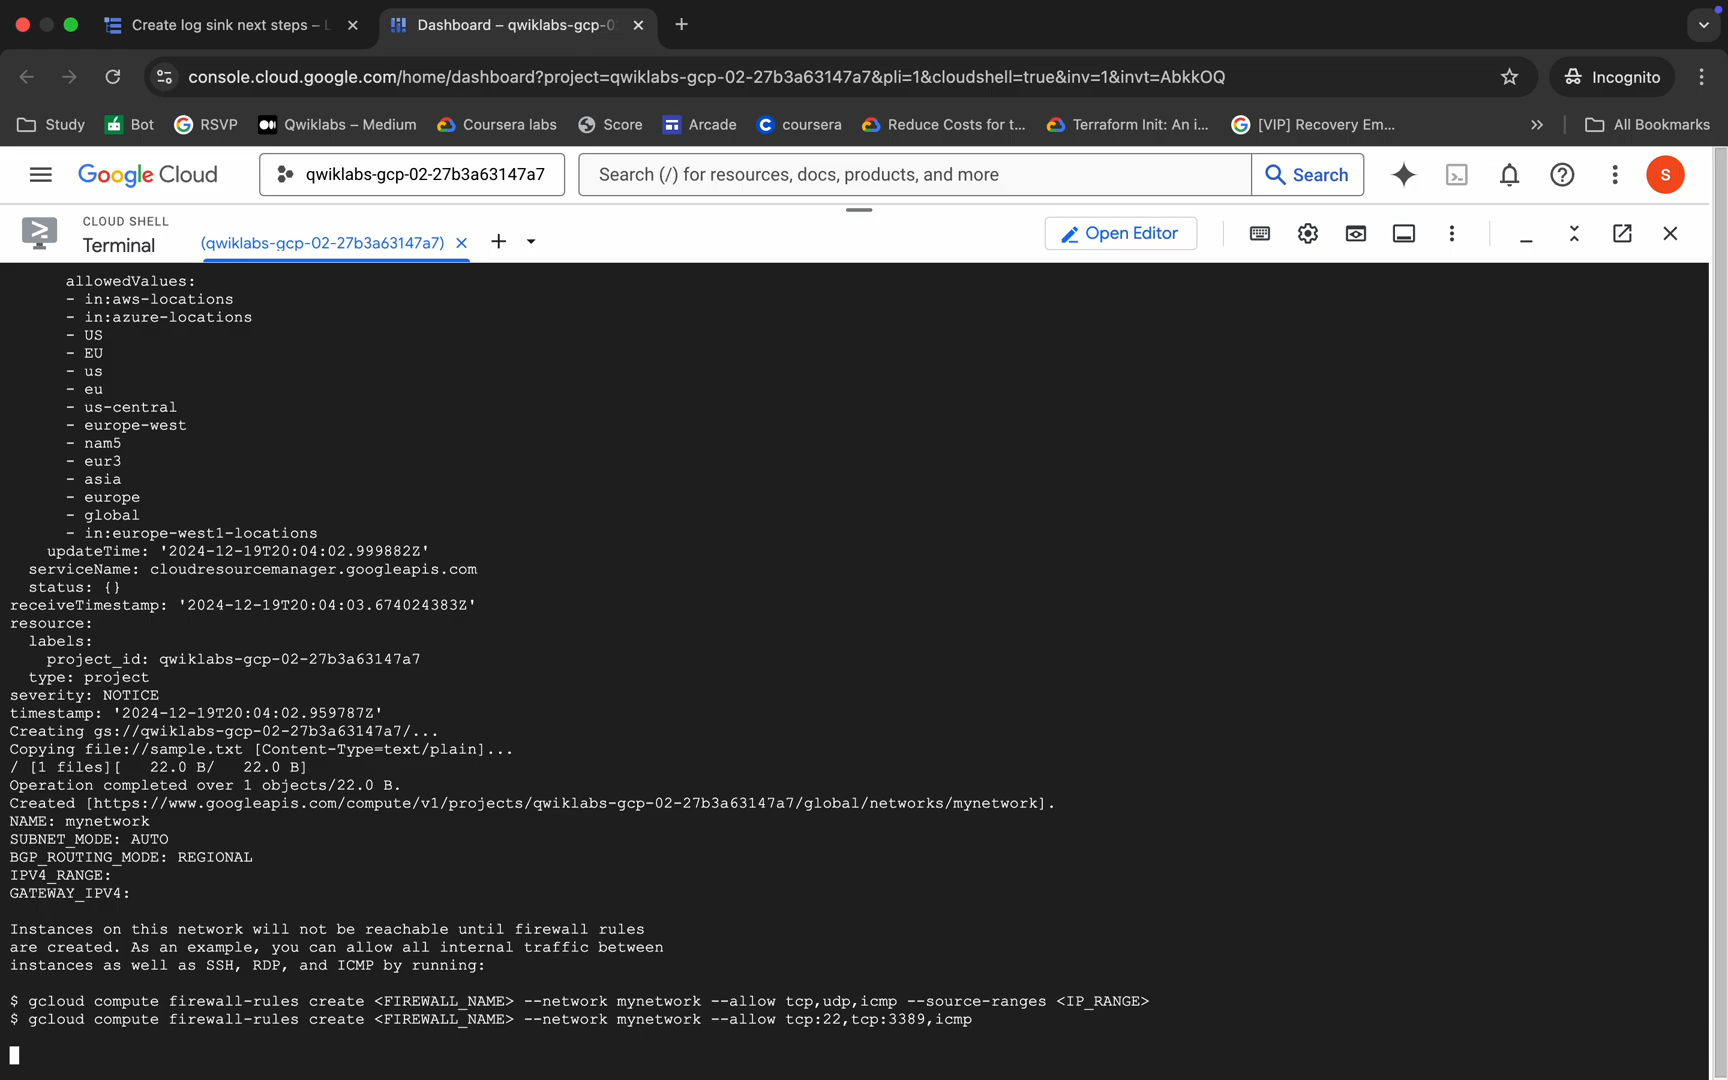 Create log sink next steps – L
Dashboard – qwiklabs-gcp-0
console.cloud.google.com/home/dashboard?project=qwiklabs-gcp-02-27b3a63147a7&pli=1&cloudshell=true&inv=1&invt=AbkkOQ
Incognito
Study Bot RSVP Qwiklabs – Medium Coursera labs Score Arcade coursera Reduce Costs for t... Terraform Init: An i... [VIP] Recovery Em... » All Bookmarks
Google Cloud qwiklabs-gcp-02-27b3a63147a7 Search (/) for resources, docs, products, and more Search S
CLOUD SHELL
Terminal (qwiklabs-gcp-02-27b3a63147a7) Open Editor
allowedValues:
- in:aws-locations
- in:azure-locations
- US
- EU
- us
- eu
- us-central
- europe-west
- nam5
- eur3
- asia
- europe
- global
- in:europe-west1-locations
updateTime: '2024-12-19T20:04:02.999882Z'
serviceName: cloudresourcemanager.googleapis.com
status: {}
receiveTimestamp: '2024-12-19T20:04:03.674024383Z'
resource:
labels:
project_id: qwiklabs-gcp-02-27b3a63147a7
type: project
severity: NOTICE
timestamp: '2024-12-19T20:04:02.959787Z'
Creating gs://qwiklabs-gcp-02-27b3a63147a7/...
Copying file://sample.txt [Content-Type=text/plain]...
/ [1 files][   22.0 B/   22.0 B]
Operation completed over 1 objects/22.0 B.
Created [https://www.googleapis.com/compute/v1/projects/qwiklabs-gcp-02-27b3a63147a7/global/networks/mynetwork].
NAME: mynetwork
SUBNET_MODE: AUTO
BGP_ROUTING_MODE: REGIONAL
IPV4_RANGE:
GATEWAY_IPV4:
Instances on this network will not be reachable until firewall rules
are created. As an example, you can allow all internal traffic between
instances as well as SSH, RDP, and ICMP by running:
$ gcloud compute firewall-rules create <FIREWALL_NAME> --network mynetwork --allow tcp,udp,icmp --source-ranges <IP_RANGE>
$ gcloud compute firewall-rules create <FIREWALL_NAME> --network mynetwork --allow tcp:22,tcp:3389,icmp